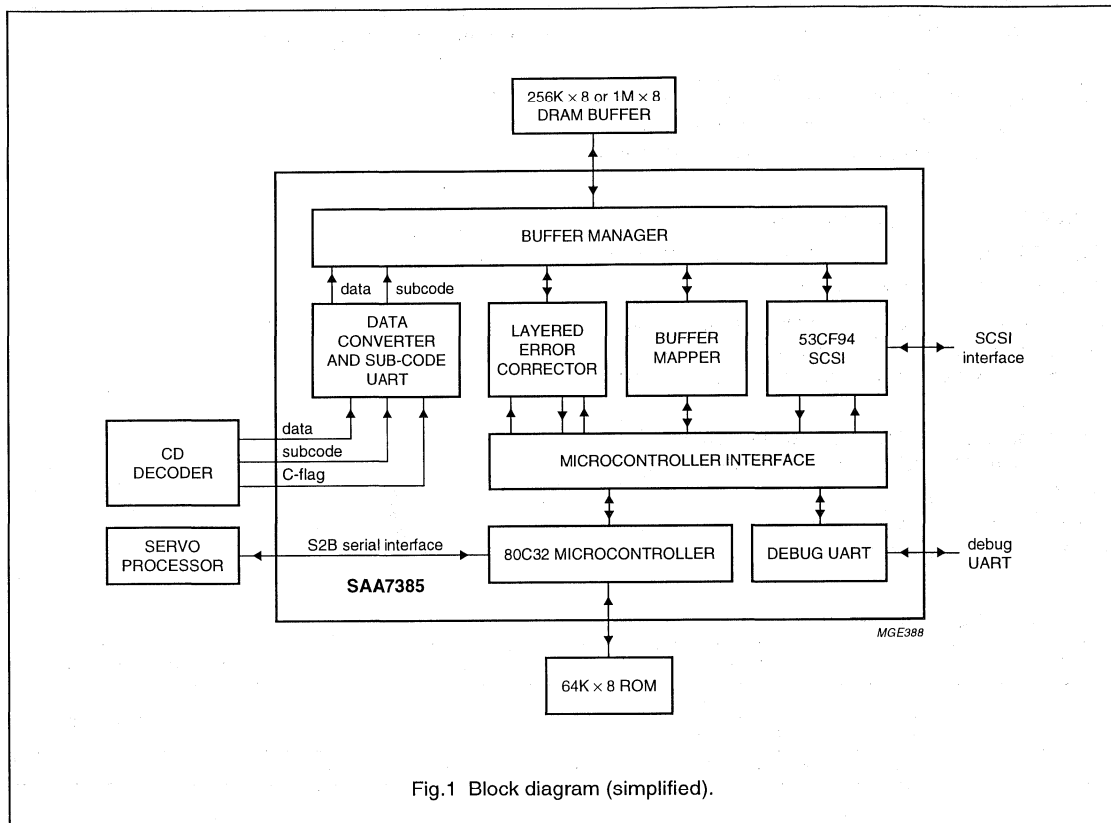 256K × 8 or 1M × 8
DRAM BUFFER
BUFFER MANAGER
data
subcode
DATA
CONVERTER
AND SUB-CODE
UART
LAYERED
ERROR
CORRECTOR
BUFFER
MAPPER
53CF94
SCSI
SCSI
interface
CD
DECODER
data
subcode
C-flag
MICROCONTROLLER INTERFACE
SERVO
PROCESSOR
S2B serial interface
80C32 MICROCONTROLLER
DEBUG UART
debug
UART
SAA7385
MGE388
64K × 8 ROM
Fig.1 Block diagram (simplified).